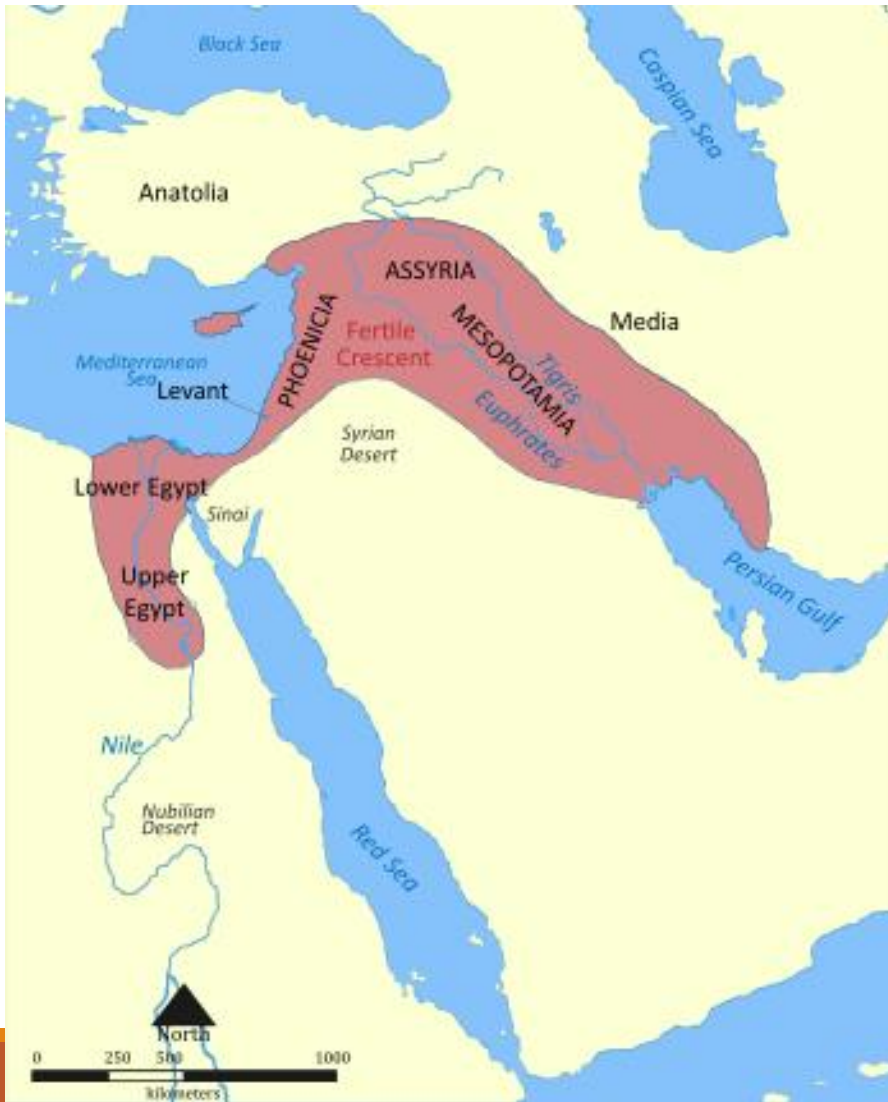 Black Sea
Caspian Sea
Anatolia
ASSYRIA
PHOENICIA
Fertile
Crescent
MESOPOTAMIA
Media
Mediterranean
Sea
Levant
Tigris
Euphrates
Syrian
Desert
Lower Egypt
Sinai
Upper
Egypt
Persian Gulf
Nile
Nubilian
Desert
Red Sea
North
0 250 500 1000
kilometers